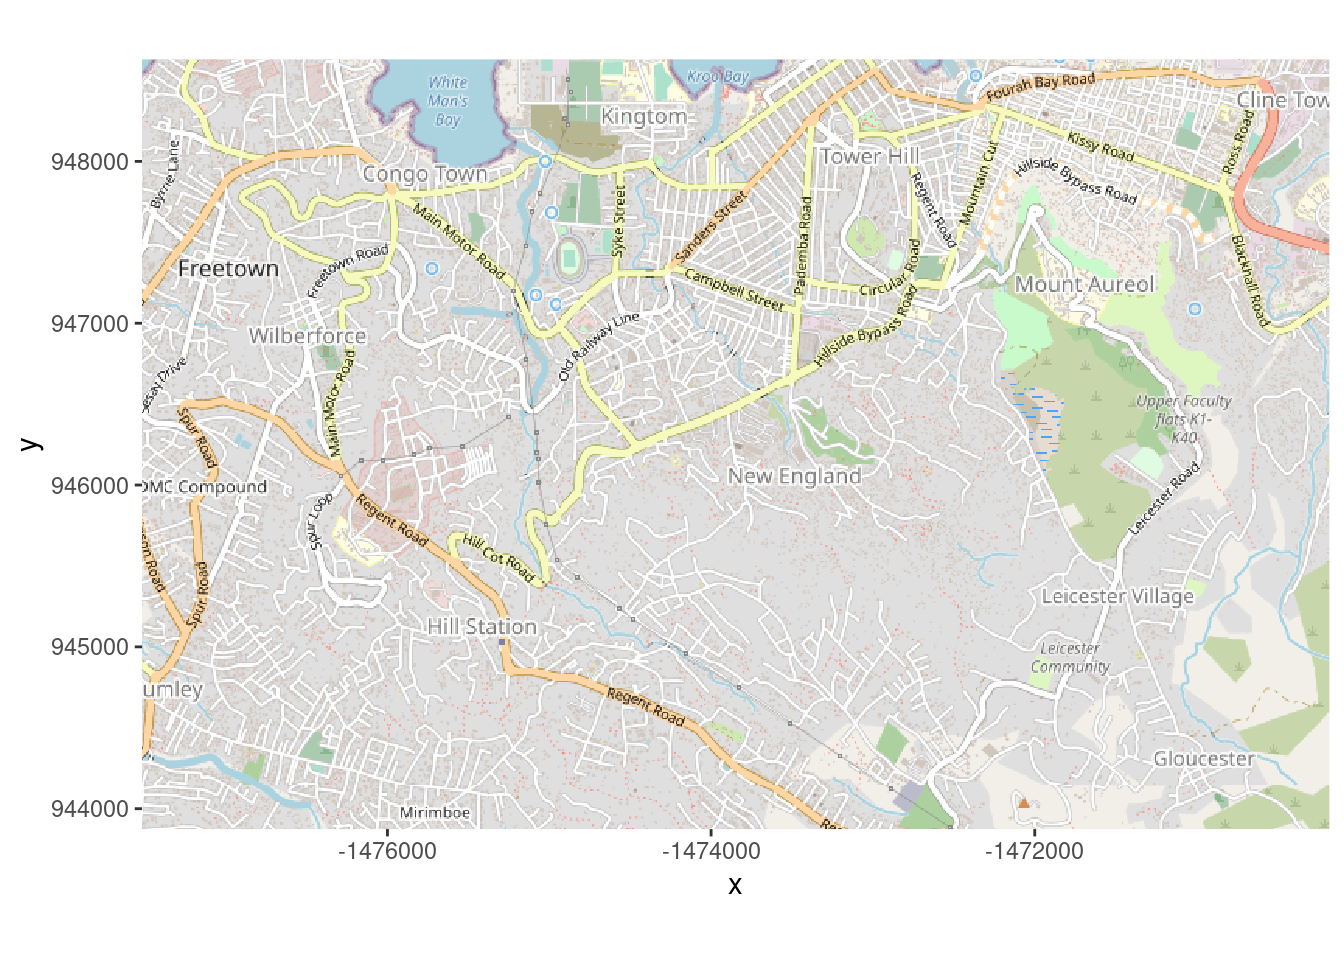 White
Man's
Bay
Kroo Bay
Fourah Bay Road
Cline Tow
Kingtom
948000
Byrne Lane
Congo Town
Tower Hill
Kissy Road
Ross Road
Hillside Bypass Road
Regent Road
Mountain Cut
Main Motor Road
Syke Street
Sanders Street
Pademba Road
Freetown
Freetown Road
Campbell Street
Circular Road
Mount Aureol
Blackhall Road
947000
Wilberforce
Old Railway Line
Hillside Bypass Road
esay Drive
Main Motor Road
Spur Road
Upper Faculty
flats K1-
K40
y
946000
OMC Compound
New England
Leicester Road
Spur Loop
Regent Road
Hill Cot Road
son Road
Spur Road
Leicester Village
Hill Station
945000
Leicester
Community
umley
Regent Road
Gloucester
944000
Mirimboe
Re
-1476000
-1474000
-1472000
x